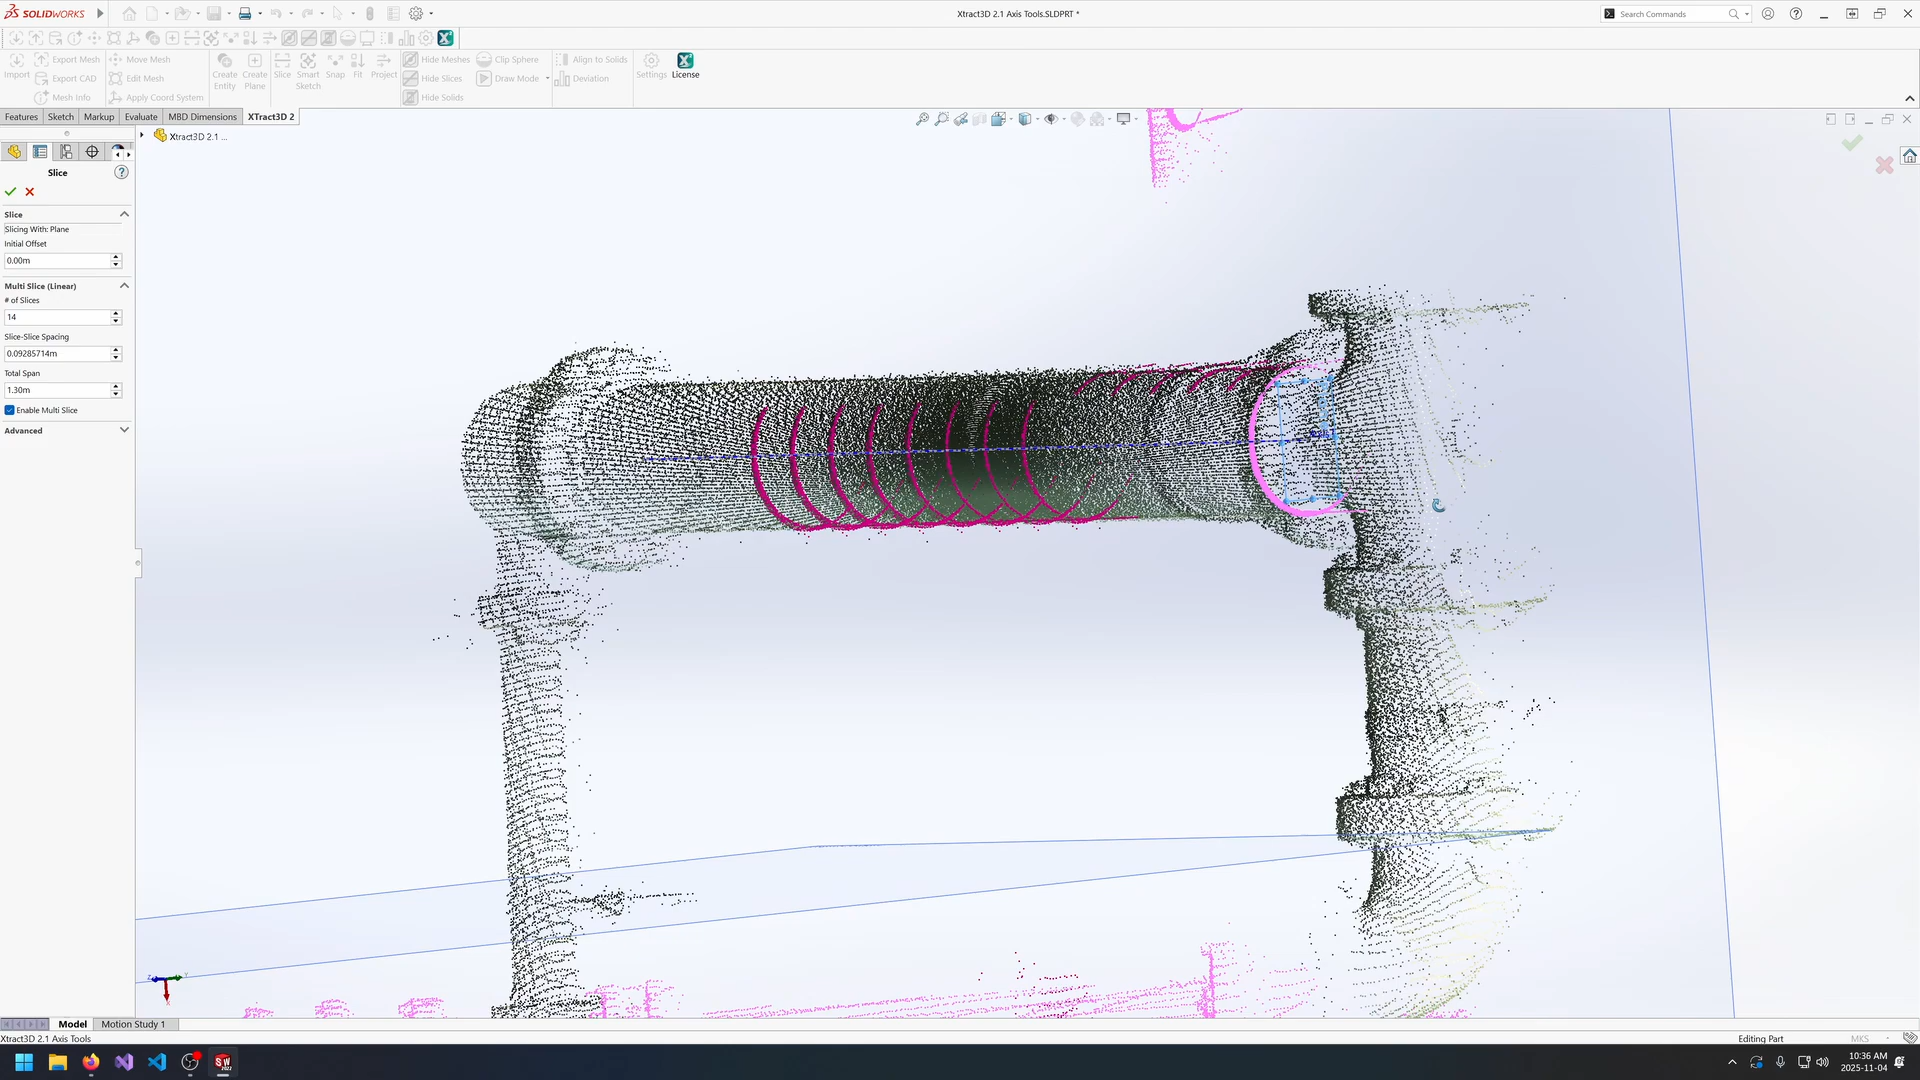 SOLIDWORKS
Xtract3D 2.1 Axis Tools.SLDPRT *
Search Commands
Import
Export Mesh
Export CAD
Mesh Info
Move Mesh
Edit Mesh
Apply Coord System
Create
Entity
Create
Plane
Slice
Smart
Sketch
Snap
Fit
Project
Hide Meshes
Hide Slices
Hide Solids
Clip Sphere
Draw Mode
Align to Solids
Deviation
Settings
License
Features
Sketch
Markup
Evaluate
MBD Dimensions
XTract3D 2
Xtract3D 2.1 ...
Slice
Slice
Slicing With: Plane
Initial Offset
0.00m
Multi Slice (Linear)
# of Slices
14
Slice-Slice Spacing
0.09285714m
Total Span
1.30m
Enable Multi Slice
Advanced
Model
Motion Study 1
Xtract3D 2.1 Axis Tools
Editing Part
MKS
SW
2022
10:36 AM
2025-11-04